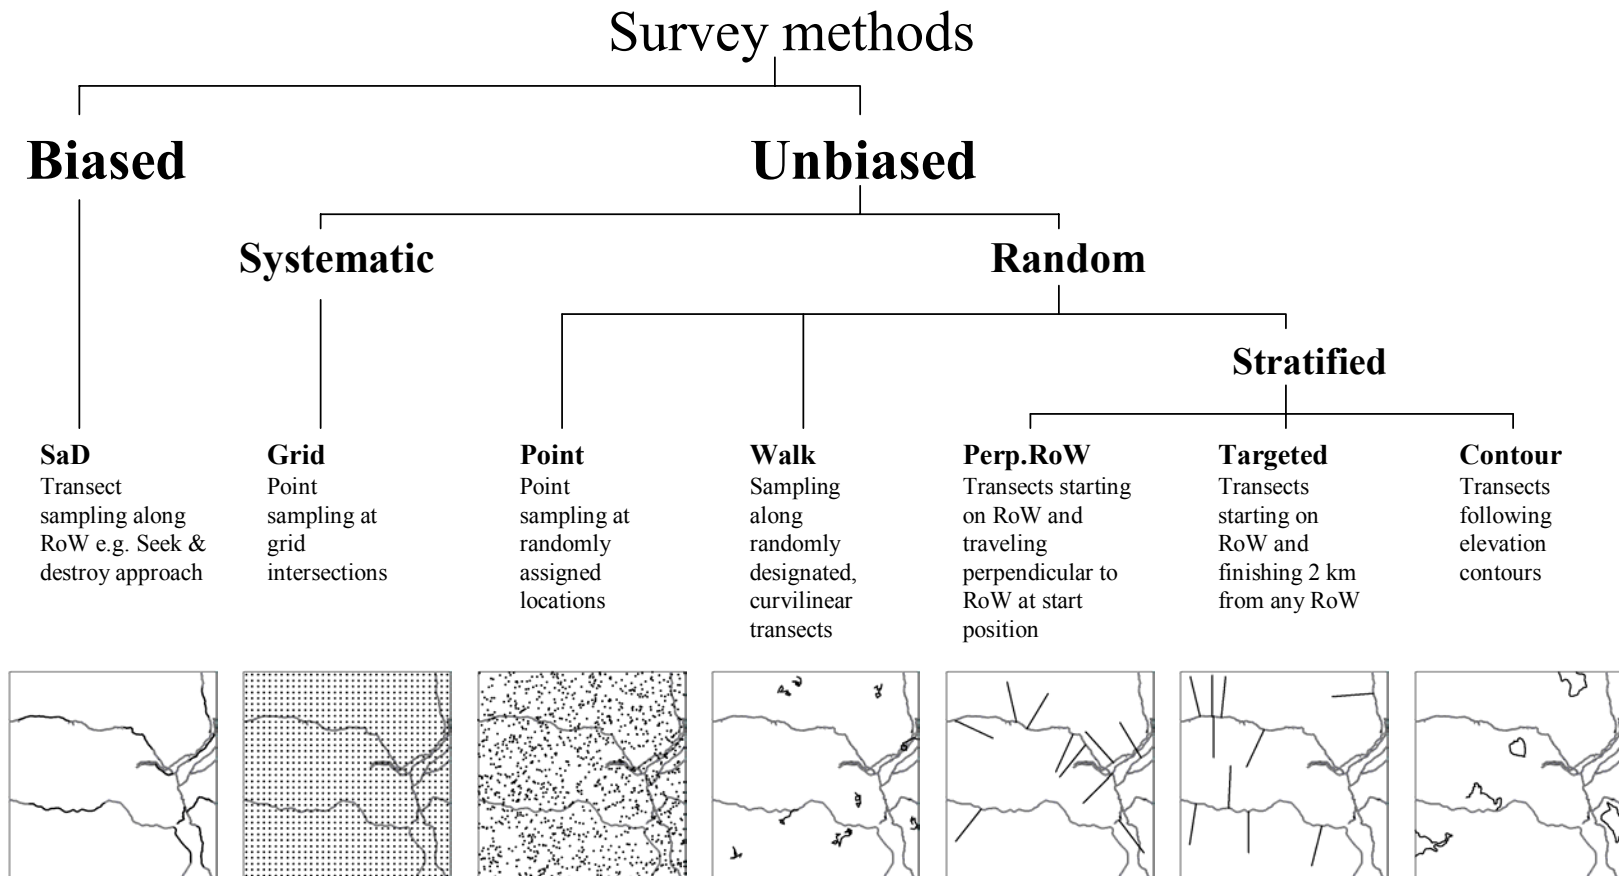 Survey methods
Biased
Unbiased
Systematic
Random
Stratified
SaD
Transect
sampling along
RoW e.g. Seek &
destroy approach
Grid
Point
sampling at
grid
intersections
Point
Point
sampling at
randomly
assigned
locations
Walk
Sampling
along
randomly
designated,
curvilinear
transects
Perp.RoW
Transects starting
on RoW and
traveling
perpendicular to
RoW at start
position
Targeted
Transects
starting on
RoW and
finishing 2 km
from any RoW
Contour
Transects
following
elevation
contours